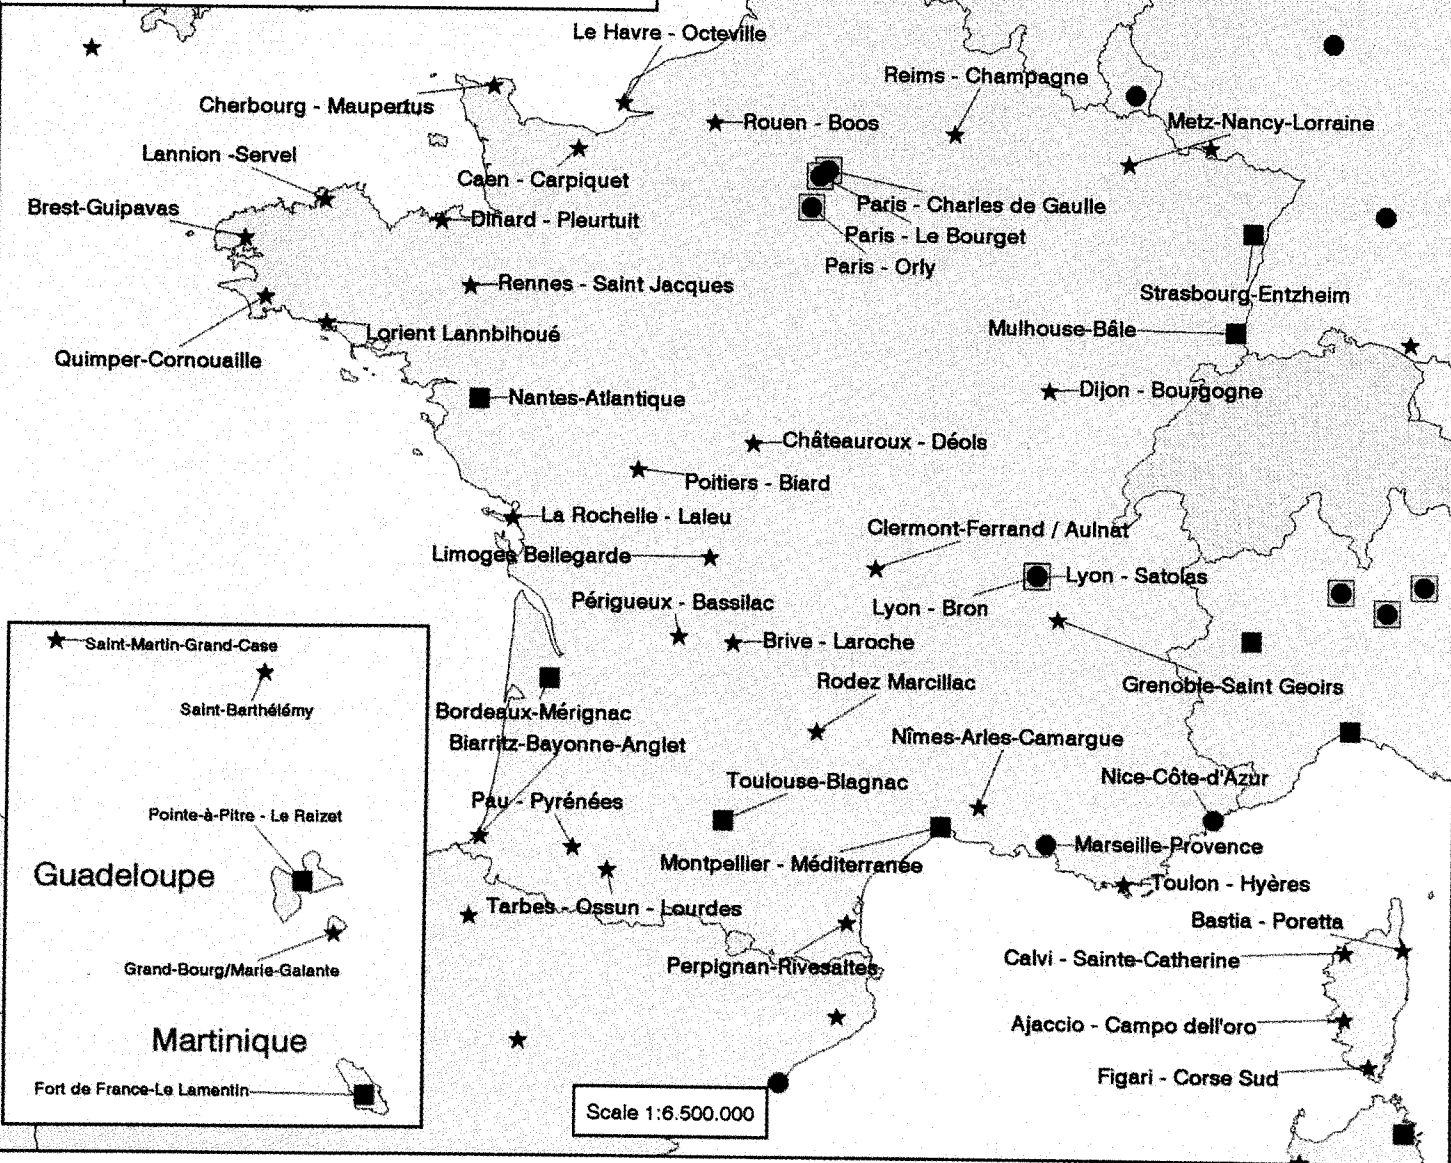 Le Havre - Octeville
Reims - Champagne
Cherbourg - Maupertus
Rouen - Boos
Metz-Nancy-Lorraine
Lannion -Servel
Caen - Carpiquet
Brest-Guipavas
Dinard - Pleurtuit
Paris - Charles de Gaulle
Paris - Le Bourget
Paris - Orly
Rennes - Saint Jacques
Strasbourg-Entzheim
Lorient Lannbihoué
Mulhouse-Bâle
Quimper-Cornouaille
Nantes-Atlantique
Dijon - Bourgogne
Châteauroux - Déols
Poitiers - Biard
La Rochelle - Laleu
Clermont-Ferrand / Aulnat
Limoges Bellegarde
Lyon - Satolas
Périgueux - Bassilac
Lyon - Bron
Brive - Laroche
Saint-Martin-Grand-Case
Rodez Marcillac
Grenoble-Saint Geoirs
Saint-Barthélémy
Bordeaux-Mérignac
Biarritz-Bayonne-Anglet
Nîmes-Arles-Camargue
Toulouse-Blagnac
Nice-Côte-d'Azur
Pau - Pyrénées
Pointe-à-Pitre - Le Raizet
Marseille-Provence
Montpellier - Méditerranée
Guadeloupe
Toulon - Hyères
Tarbes - Ossun - Lourdes
Bastia - Poretta
Calvi - Sainte-Catherine
Perpignan-Rivesaltes
Grand-Bourg/Marie-Galante
Ajaccio - Campo dell'oro
Martinique
Figari - Corse Sud
Fort de France-Le Lamentin
Scale 1:6.500.000